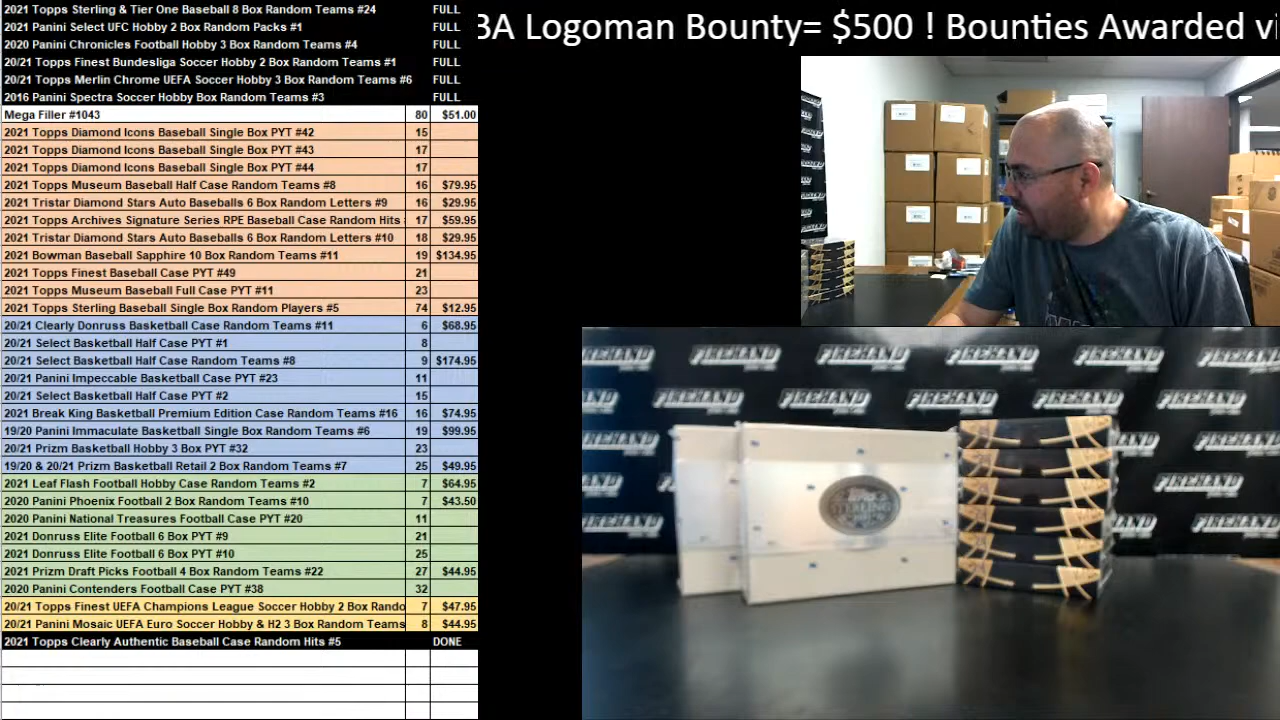 2021 Topps Sterling & Tier One Baseball 8 Box Random Teams #24 FULL
2021 Panini Select UFC Hobby 2 Box Random Packs #1 FULL
2020 Panini Chronicles Football Hobby 3 Box Random Teams #4 FULL
20/21 Topps Finest Bundesliga Soccer Hobby 2 Box Random Teams #1 FULL
20/21 Topps Merlin Chrome UEFA Soccer Hobby 3 Box Random Teams #6 FULL
2016 Panini Spectra Soccer Hobby Box Random Teams #3 FULL
Mega Filler #1043 80 $51.00
2021 Topps Diamond Icons Baseball Single Box PYT #42 15
2021 Topps Diamond Icons Baseball Single Box PYT #43 17
2021 Topps Diamond Icons Baseball Single Box PYT #44 17
2021 Topps Museum Baseball Half Case Random Teams #8 16 $79.95
2021 Tristar Diamond Stars Auto Baseballs 6 Box Random Letters #9 16 $29.95
2021 Topps Archives Signature Series RPE Baseball Case Random Hits 17 $59.95
2021 Tristar Diamond Stars Auto Baseballs 6 Box Random Letters #10 18 $29.95
2021 Bowman Baseball Sapphire 10 Box Random Teams #11 19 $134.95
2021 Topps Finest Baseball Case PYT #49 21
2021 Topps Museum Baseball Full Case PYT #11 23
2021 Topps Sterling Baseball Single Box Random Players #5 74 $12.95
20/21 Clearly Donruss Basketball Case Random Teams #11 6 $68.95
20/21 Select Basketball Half Case PYT #1 8
20/21 Select Basketball Half Case Random Teams #8 9 $174.95
20/21 Panini Impeccable Basketball Case PYT #23 11
20/21 Select Basketball Half Case PYT #2 15
2021 Break King Basketball Premium Edition Case Random Teams #16 16 $74.95
19/20 Panini Immaculate Basketball Single Box Random Teams #6 19 $99.95
20/21 Prizm Basketball Hobby 3 Box PYT #32 23
19/20 & 20/21 Prizm Basketball Retail 2 Box Random Teams #7 25 $49.95
2021 Leaf Flash Football Hobby Case Random Teams #2 7 $64.95
2020 Panini Phoenix Football 2 Box Random Teams #10 7 $43.50
2020 Panini National Treasures Football Case PYT #20 11
2021 Donruss Elite Football 6 Box PYT #9 21
2021 Donruss Elite Football 6 Box PYT #10 25
2021 Prizm Draft Picks Football 4 Box Random Teams #22 27 $44.95
2020 Panini Contenders Football Case PYT #38 32
20/21 Topps Finest UEFA Champions League Soccer Hobby 2 Box Rando 7 $47.95
20/21 Panini Mosaic UEFA Euro Soccer Hobby & H2 3 Box Random Teams 8 $44.95
2021 Topps Clearly Authentic Baseball Case Random Hits #5 DONE
BA Logoman Bounty= $500 ! Bounties Awarded vi
FIREHAND FIREHAND FIREHAND FIREHAND FIREHAND
FIREHAND FIREHAND FIREHAND FIREHAND FIREHAND
FIREHAND FIREHAND
FIREHAND
FIREHAND FIREHAND
STERLING